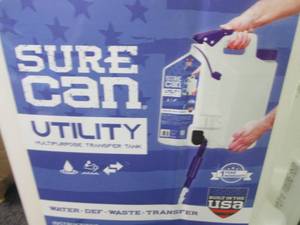 SURE
can
UTILITY
MULTIPURPOSE TRANSFER TANK
BUILT IN THE
USA
WATER - DEF - WASTE - TRANSFER